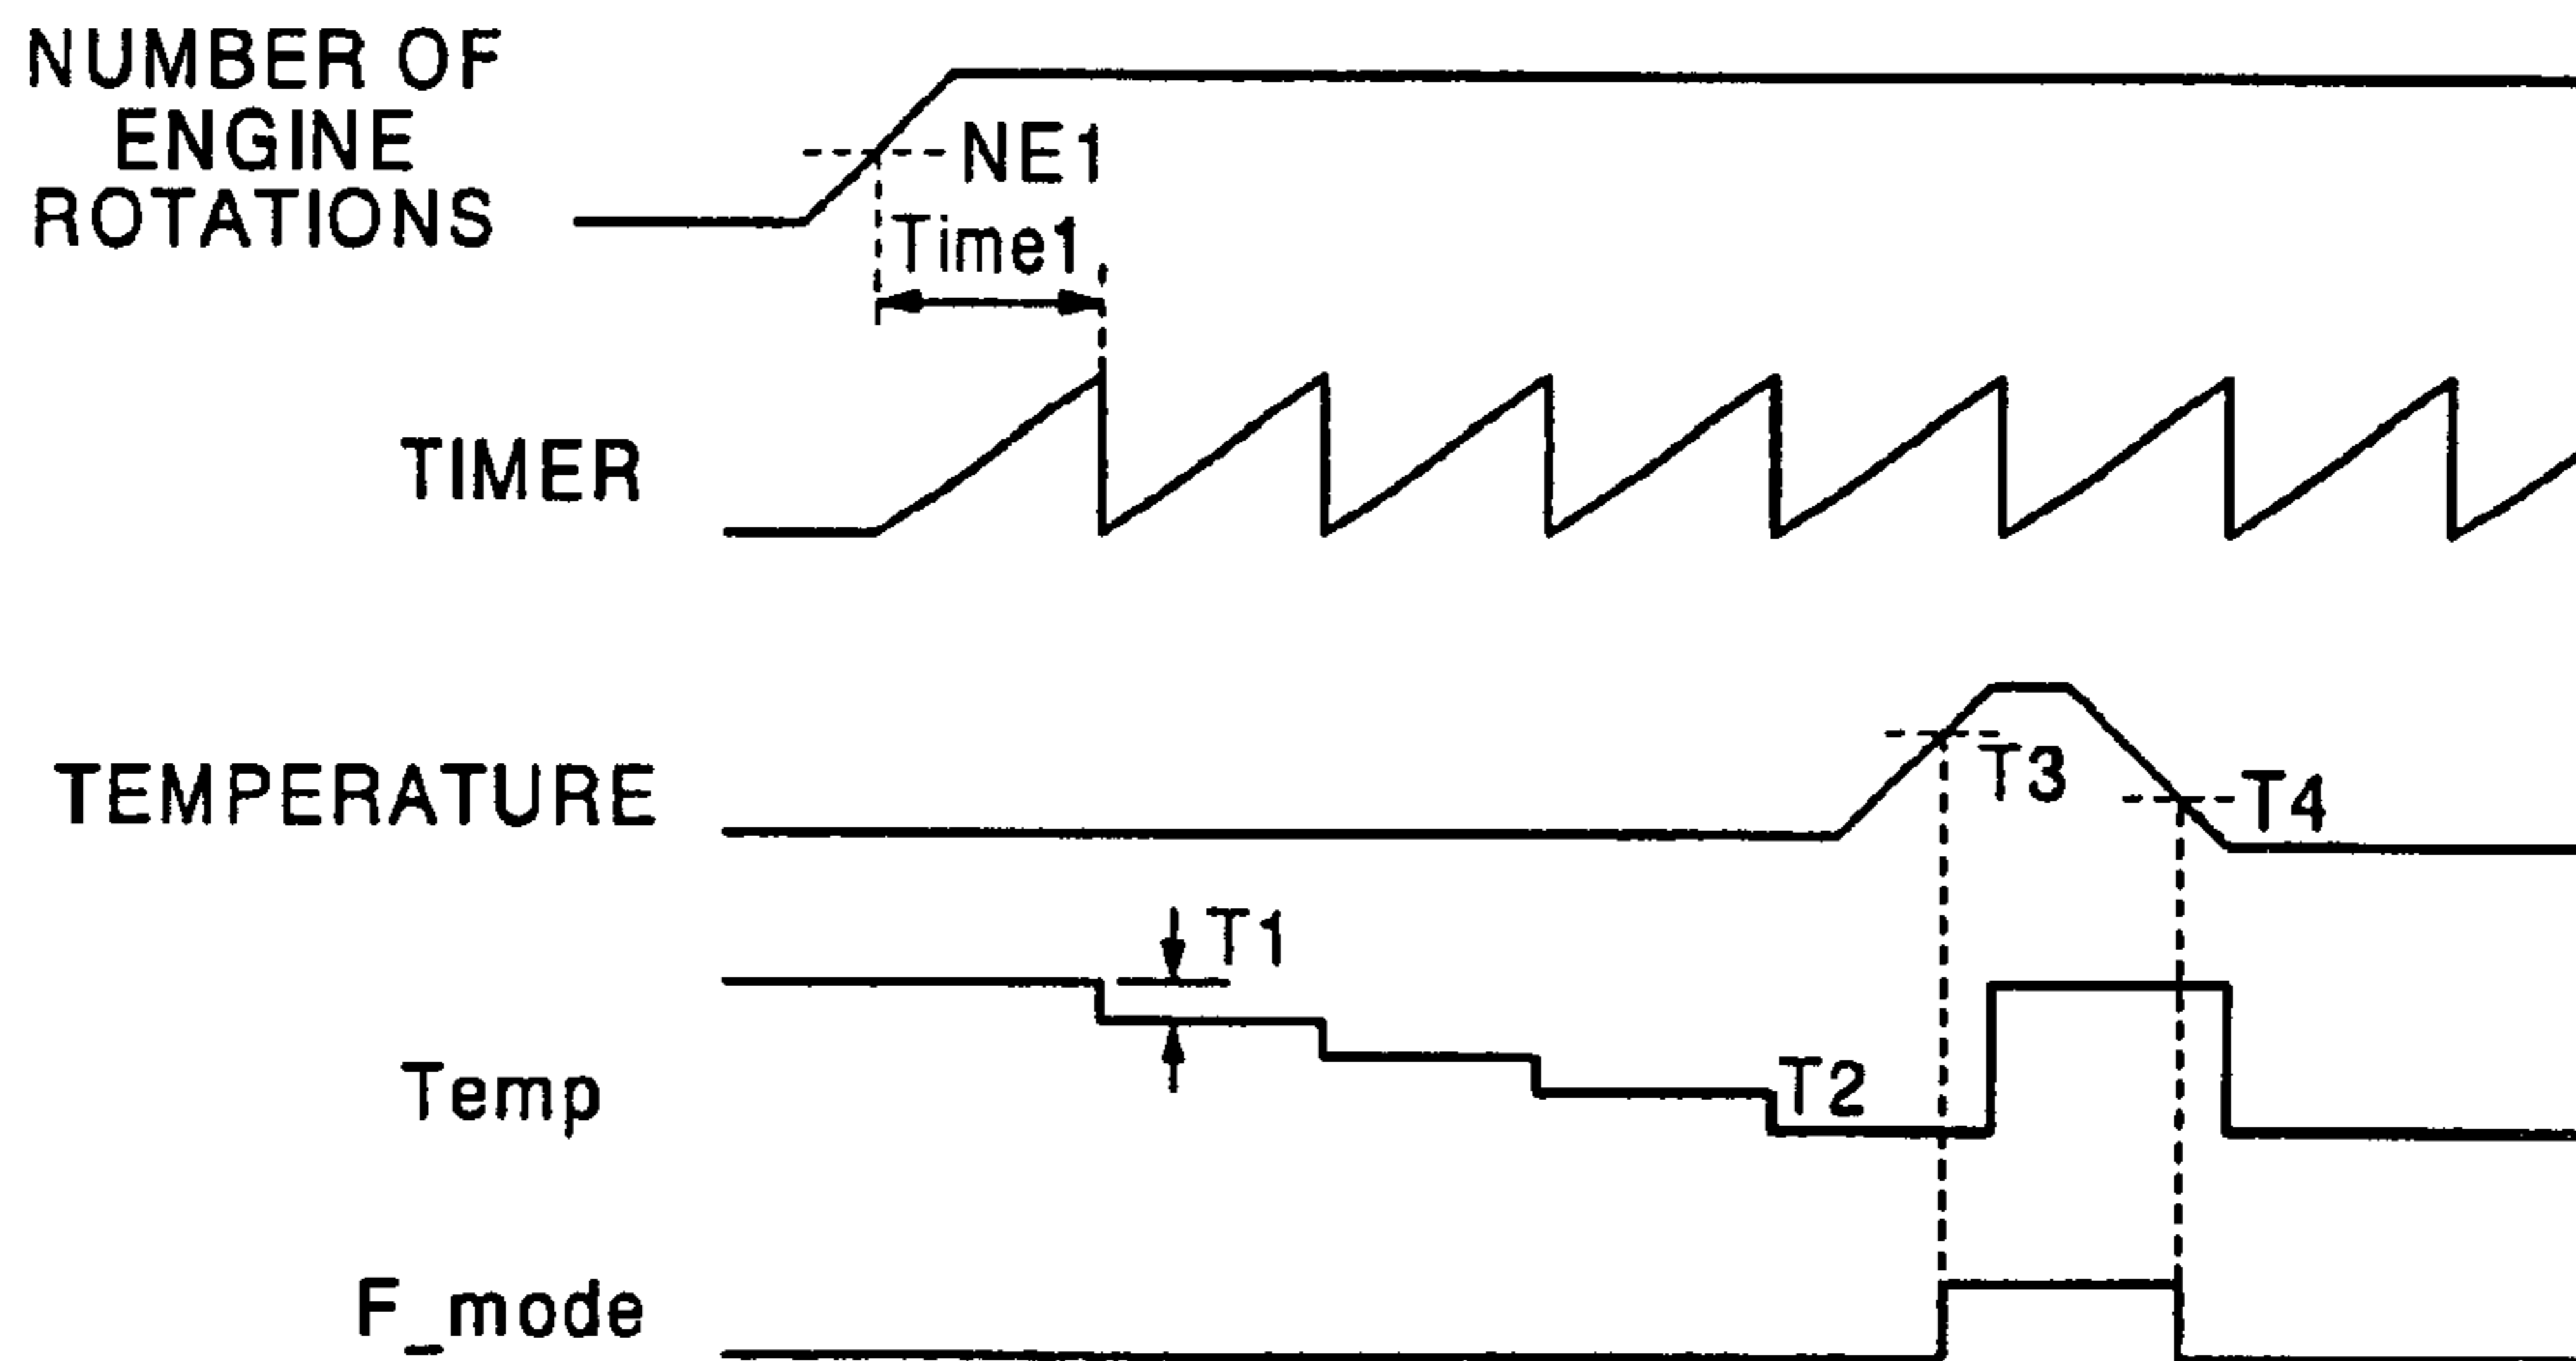 NUMBER OF
ENGINE
ROTATIONS
NE1
Time1
TIMER
TEMPERATURE
T3
T4
T1
Temp
T2
F_mode